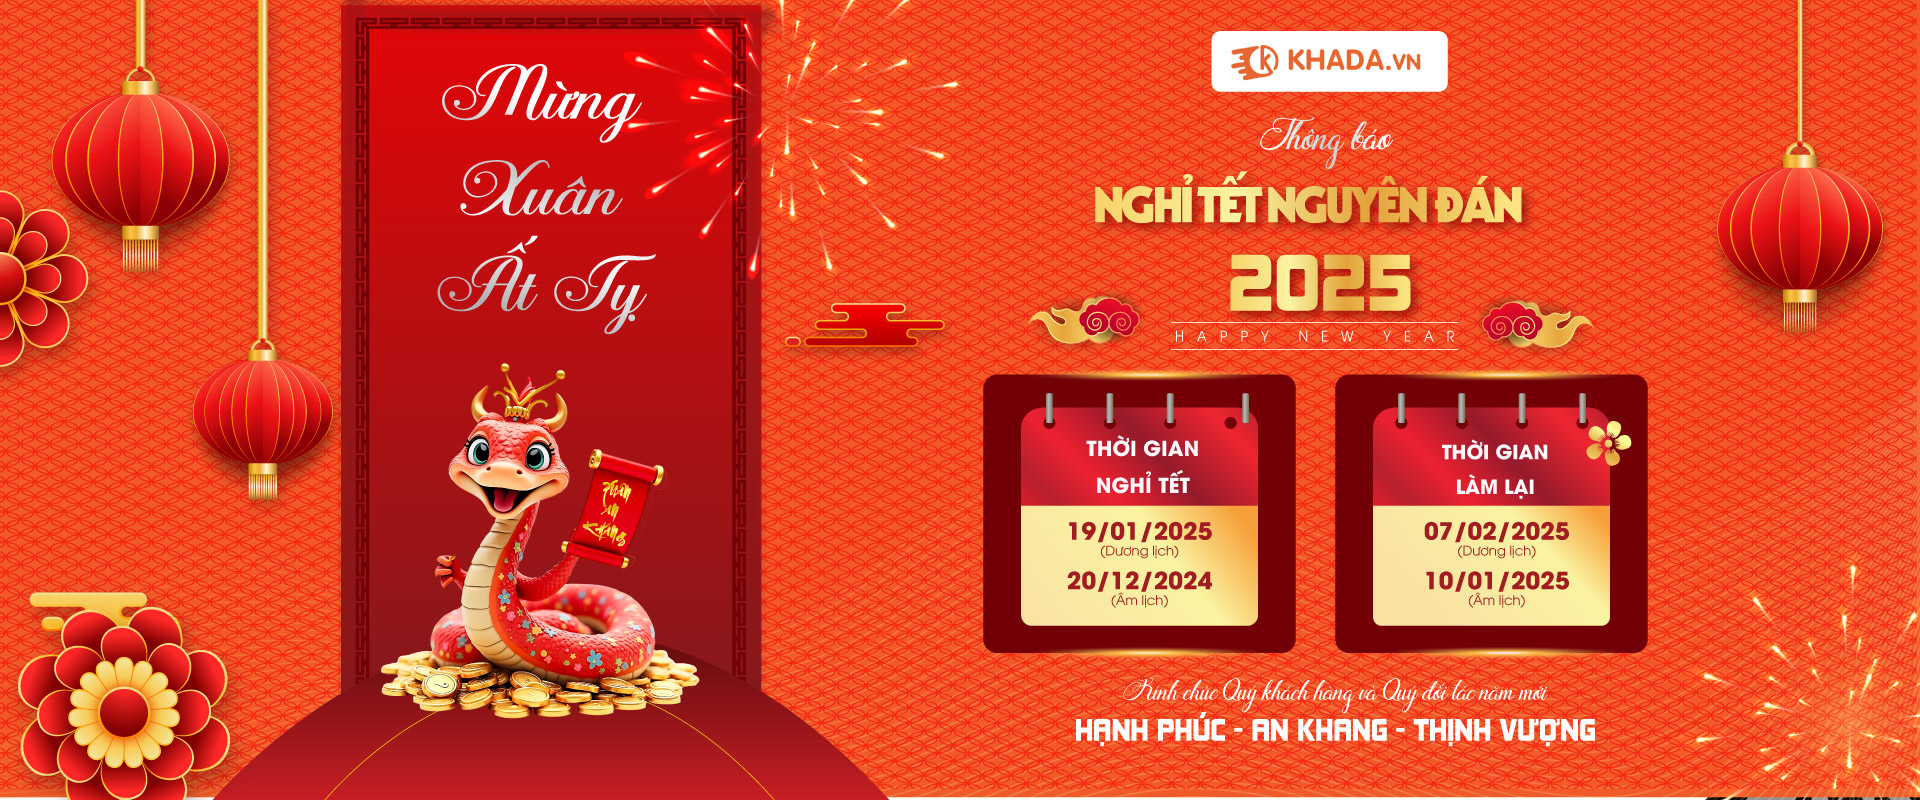 Mừng
Xuân
Ất Tỵ
Xuân
An
Khang
KHADA.VN
Thông báo
NGHỈ TẾT NGUYÊN ĐÁN
2025
HAPPY NEW YEAR
THỜI GIAN
NGHỈ TẾT
19/01/2025
(Dương lịch)
20/12/2024
(Âm lịch)
THỜI GIAN
LÀM LẠI
07/02/2025
(Dương lịch)
10/01/2025
(Âm lịch)
Kính chúc Quý khách hàng và Quý đối tác năm mới
HẠNH PHÚC - AN KHANG - THỊNH VƯỢNG